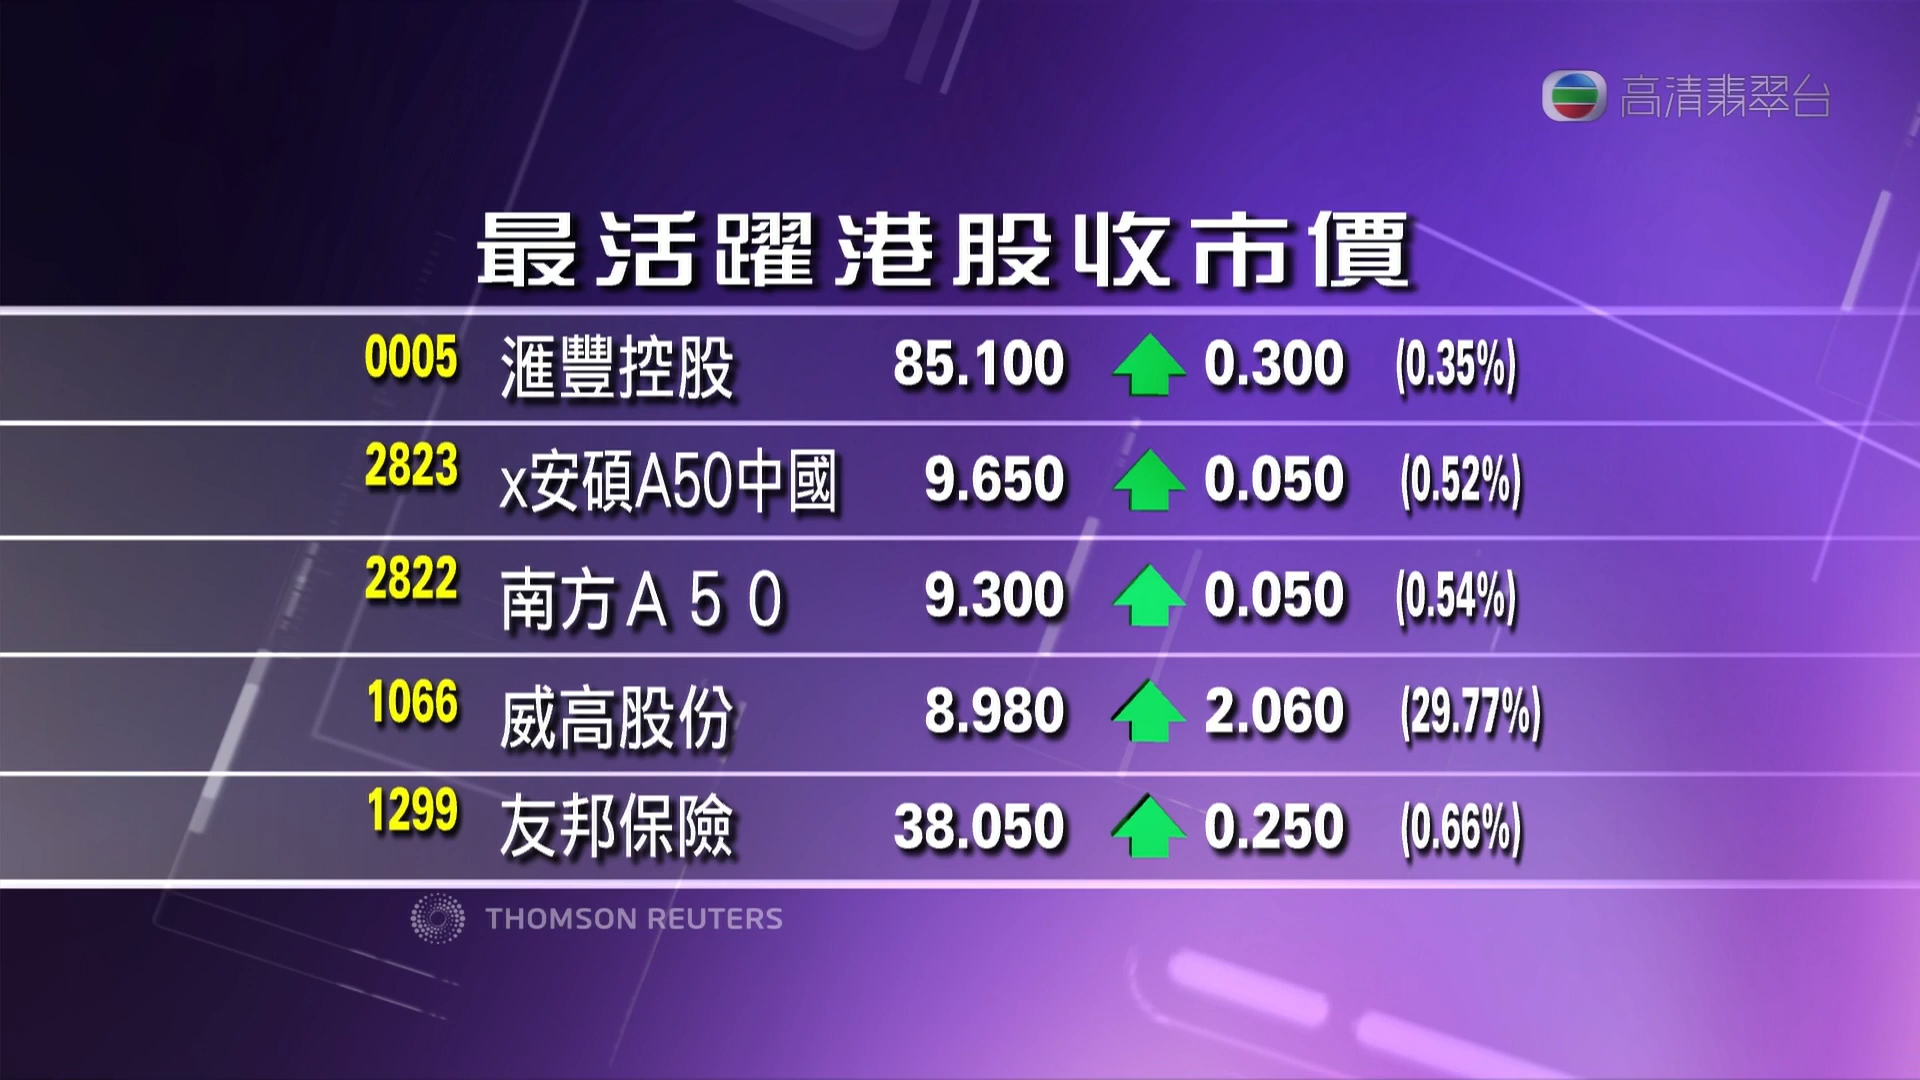 高清翡翠台
最活躍港股收市價
0005 滙豐控股 85.100 0.300 (0.35%)
2823 x安碩A50中國 9.650 0.050 (0.52%)
2822 南方A50 9.300 0.050 (0.54%)
1066 威高股份 8.980 2.060 (29.77%)
1299 友邦保險 38.050 0.250 (0.66%)
THOMSON REUTERS